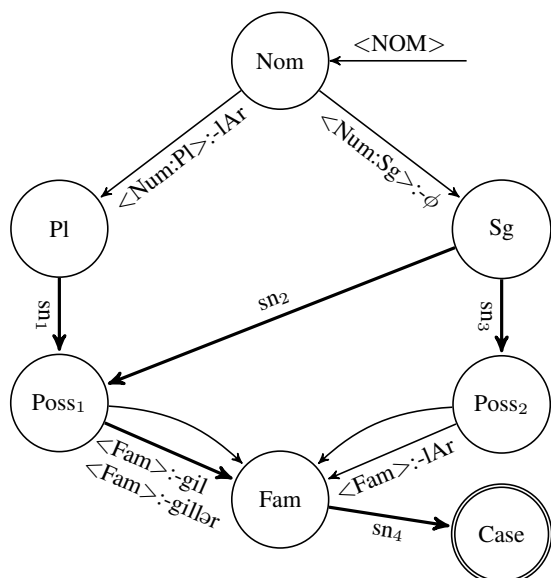 <NOM>
Nom
<Num:Pl>:-lAr
<Num:Sg>:-ϕ
Pl
Sg
sn₁
sn₂
sn₃
Poss₁
Poss₂
<Fam>:-gil
<Fam>:-gillər
<Fam>:-lAr
Fam
sn₄
Case